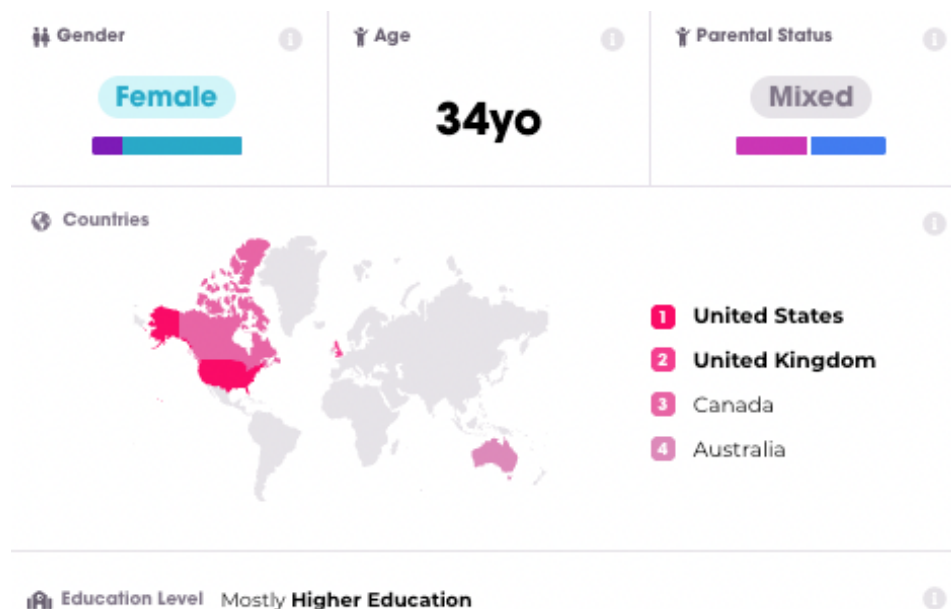 Gender
Age
Parental Status
Female
34yo
Mixed
Countries
1 United States
2 United Kingdom
3 Canada
4 Australia
Education Level Mostly Higher Education